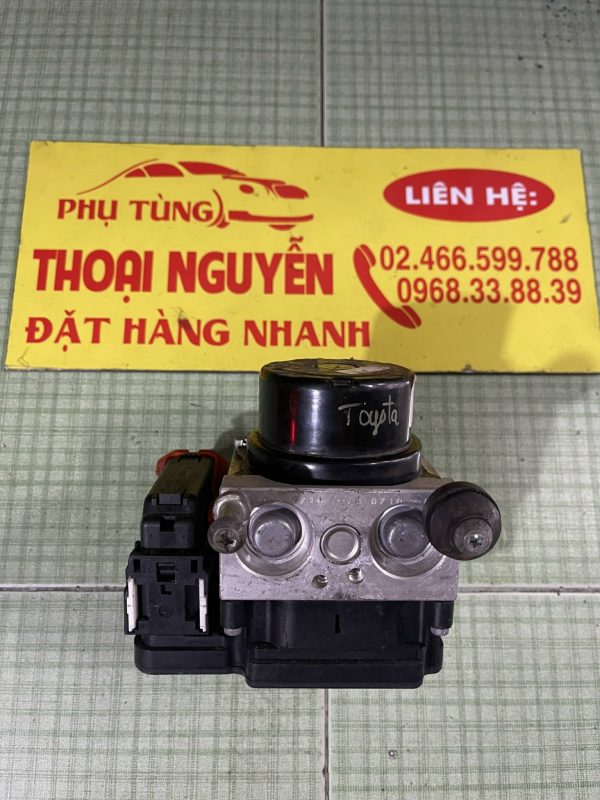 PHỤ TÙNG
LIÊN HỆ:
THOẠI NGUYỄN
02.466.599.788
0968.33.88.39
ĐẶT HÀNG NHANH
Toyota